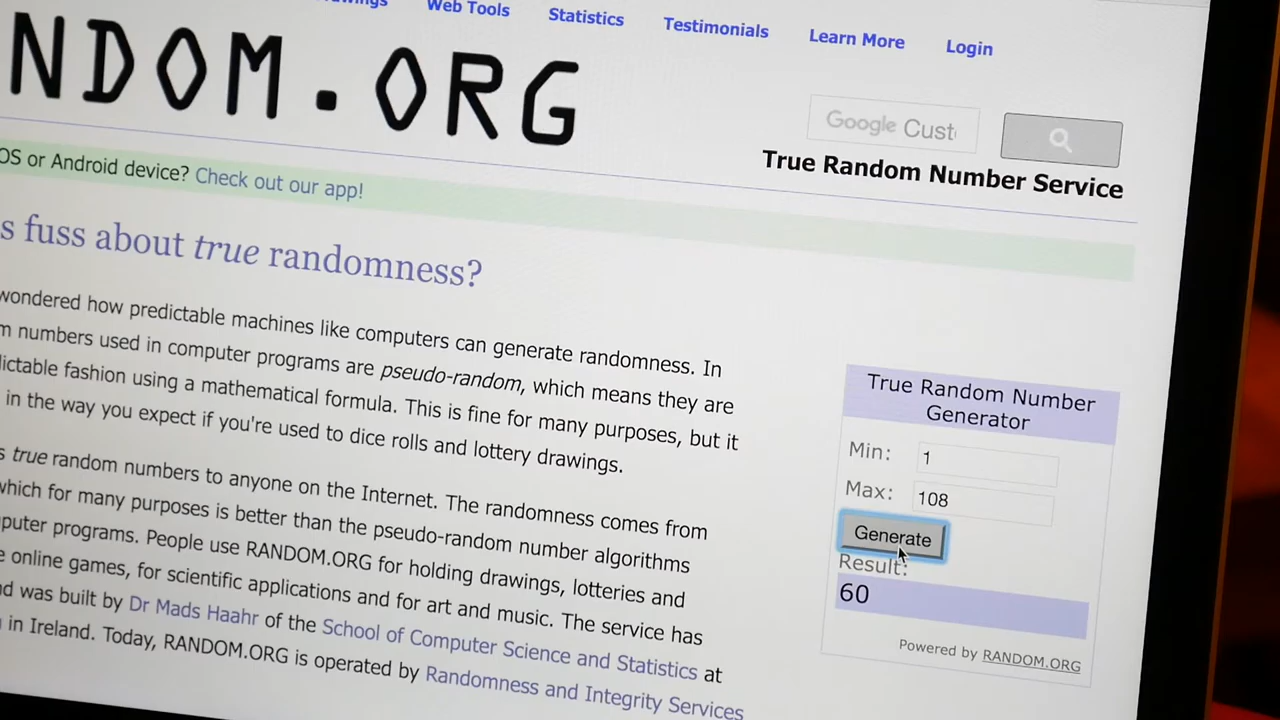 Web Tools Statistics Testimonials Learn More Login
NDOM.ORG
Google Cust
True Random Number Service
OS or Android device? Check out our app!
s fuss about true randomness?
wondered how predictable machines like computers can generate randomness. In
m numbers used in computer programs are pseudo-random, which means they are
dictable fashion using a mathematical formula. This is fine for many purposes, but it
in the way you expect if you're used to dice rolls and lottery drawings.
s true random numbers to anyone on the Internet. The randomness comes from
which for many purposes is better than the pseudo-random number algorithms
puter programs. People use RANDOM.ORG for holding drawings, lotteries and
e online games, for scientific applications and for art and music. The service has
nd was built by Dr Mads Haahr of the School of Computer Science and Statistics at
in Ireland. Today, RANDOM.ORG is operated by Randomness and Integrity Services
True Random Number
Generator
Min: 1
Max: 108
Generate
Result:
60
Powered by RANDOM.ORG